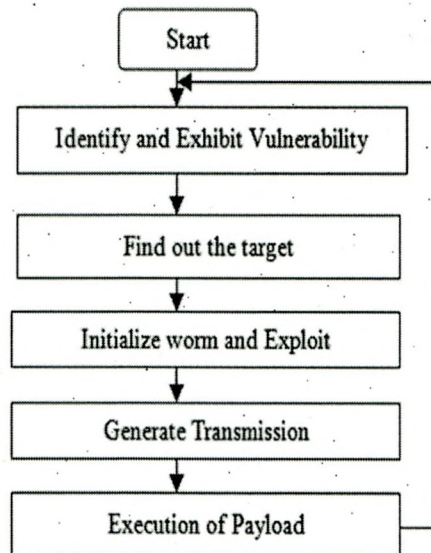 Start
Identify and Exhibit Vulnerability
Find out the target
Initialize worm and Exploit
Generate Transmission
Execution of Payload